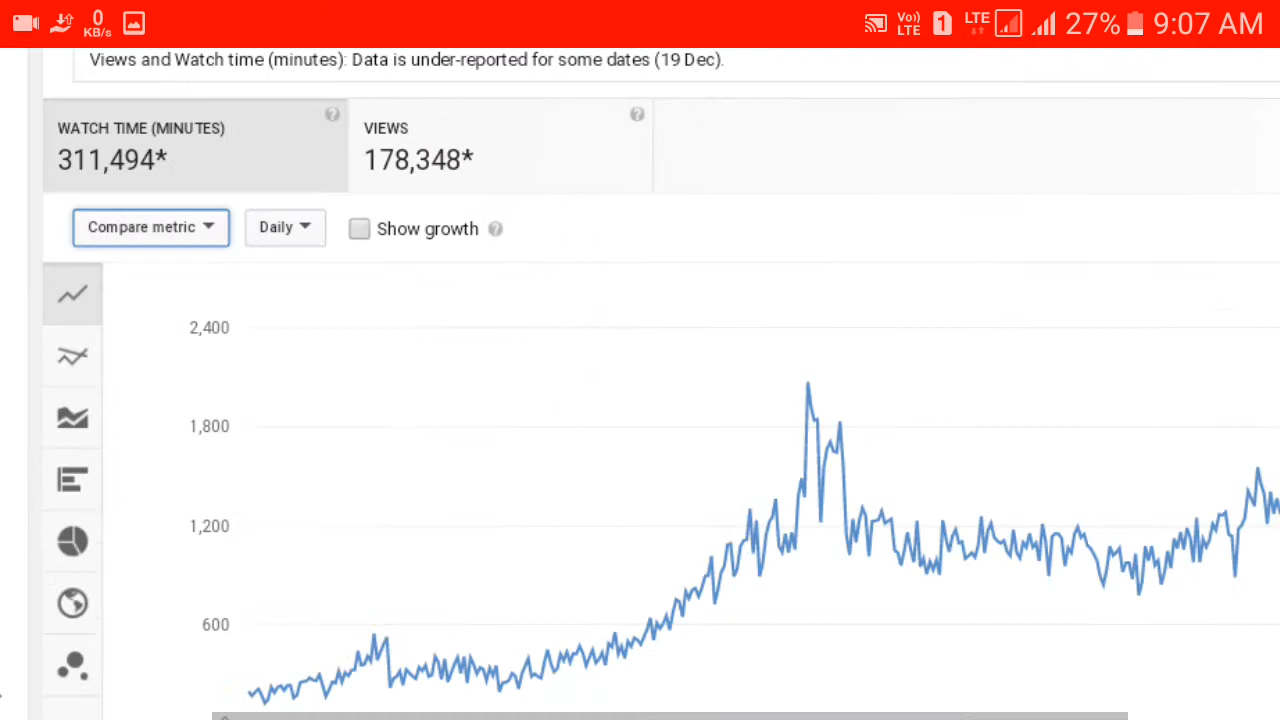 0
KB/s
Vo)
LTE
1
LTE
27%
9:07 AM
Views and Watch time (minutes): Data is under-reported for some dates (19 Dec).
WATCH TIME (MINUTES)
?
VIEWS
?
311,494*
178,348*
Compare metric
Daily
Show growth
?
2,400
1,800
1,200
600